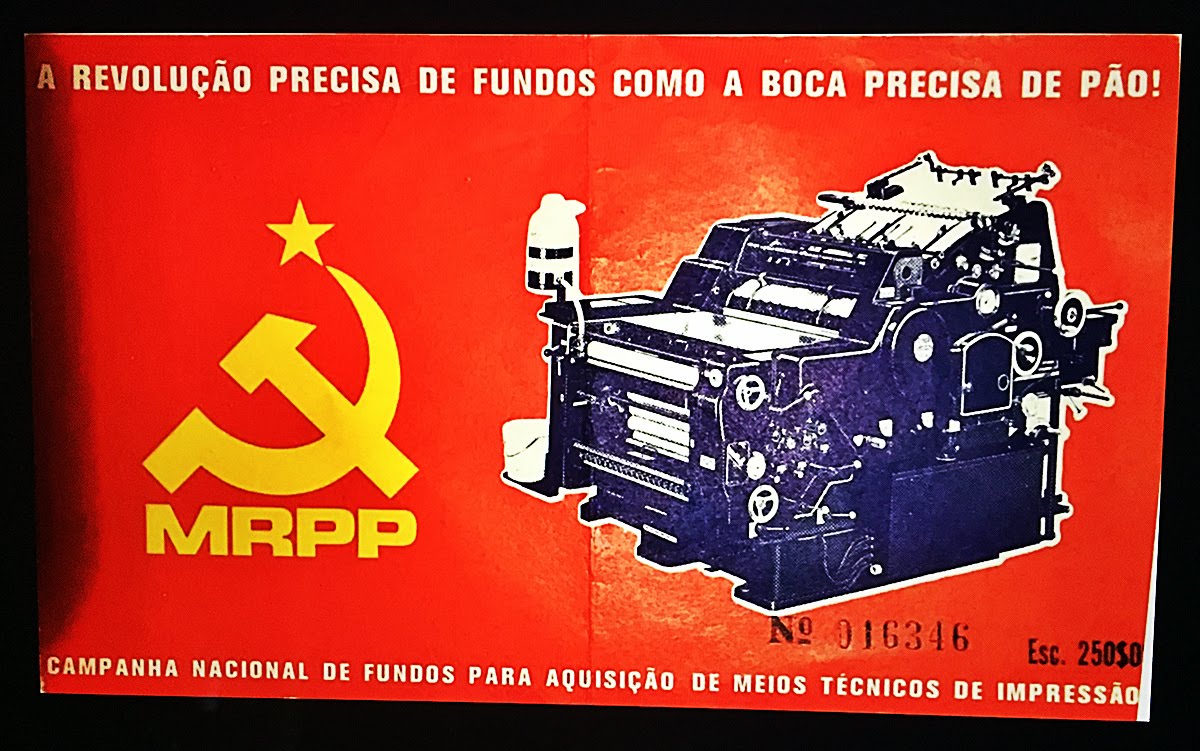 A REVOLUÇÃO PRECISA DE FUNDOS COMO A BOCA PRECISA DE PÃO!
MRPP
Nº 016346
Esc. 250$0
CAMPANHA NACIONAL DE FUNDOS PARA AQUISIÇÃO DE MEIOS TÉCNICOS DE IMPRESSÃO